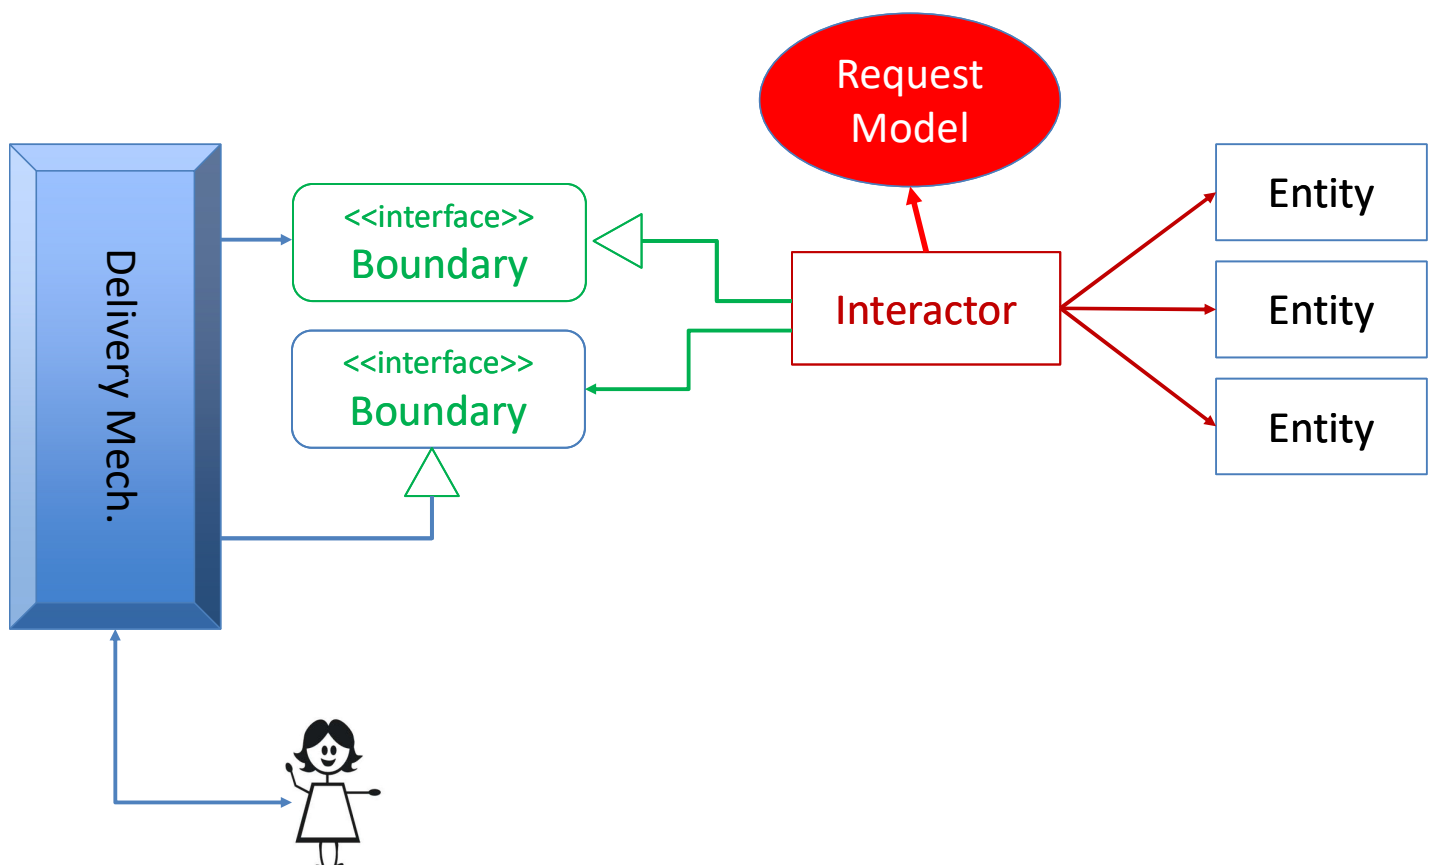 Request
Model
Delivery Mech.
<<interface>>
Boundary
<<interface>>
Boundary
Interactor
Entity
Entity
Entity